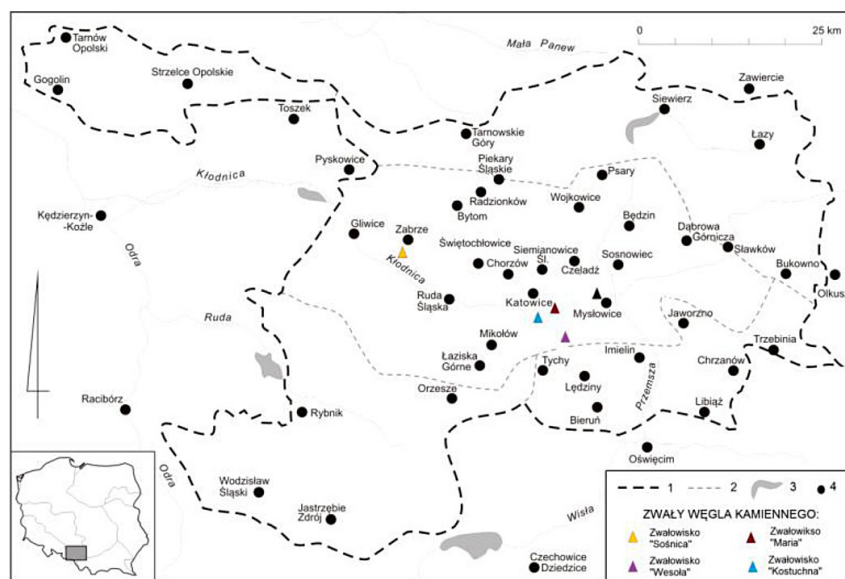 0 25 km
Tarnów
Opolski
Mała Panew
Gogolin
Strzelce Opolskie
Zawiercie
Siewierz
Toszek
Tarnowskie
Góry
Łazy
Pyskowice
Piekary
Śląskie
Psary
Kłodnica
Radzionków
Wojkowice
Kędzierzyn-
-Koźle
Bytom
Będzin
Gliwice
Zabrze
Dąbrowa
Górnicza
Odra
Świętocbłowice
Siemianowice
Śl.
Sławków
Kłodnica
Chorzów
Czeladź
Sosnowiec
Bukowno
Olkusz
Ruda
Śląska
Katowice
Mysłowice
Ruda
Jaworzno
Mikołów
Trzebinia
Łaziska
Górne
Tychy
Imielin
Chrzanów
Orzesze
Lędziny
Przemsza
Racibórz
Rybnik
Bieruń
Libiąż
Oświęcim
Odra
Wodzisław
Śląski
Jastrzębie
Zdrój
Wisła
Czechowice
Dziedzice
1 2 3 4
ZWAŁY WĘGLA KAMIENNEGO:
Zwałowisko
"Sośnica"
Zwałowikso
"Maria"
Zwałowisko
"Wesoła"
Zwałowisko
"Kostuchna"